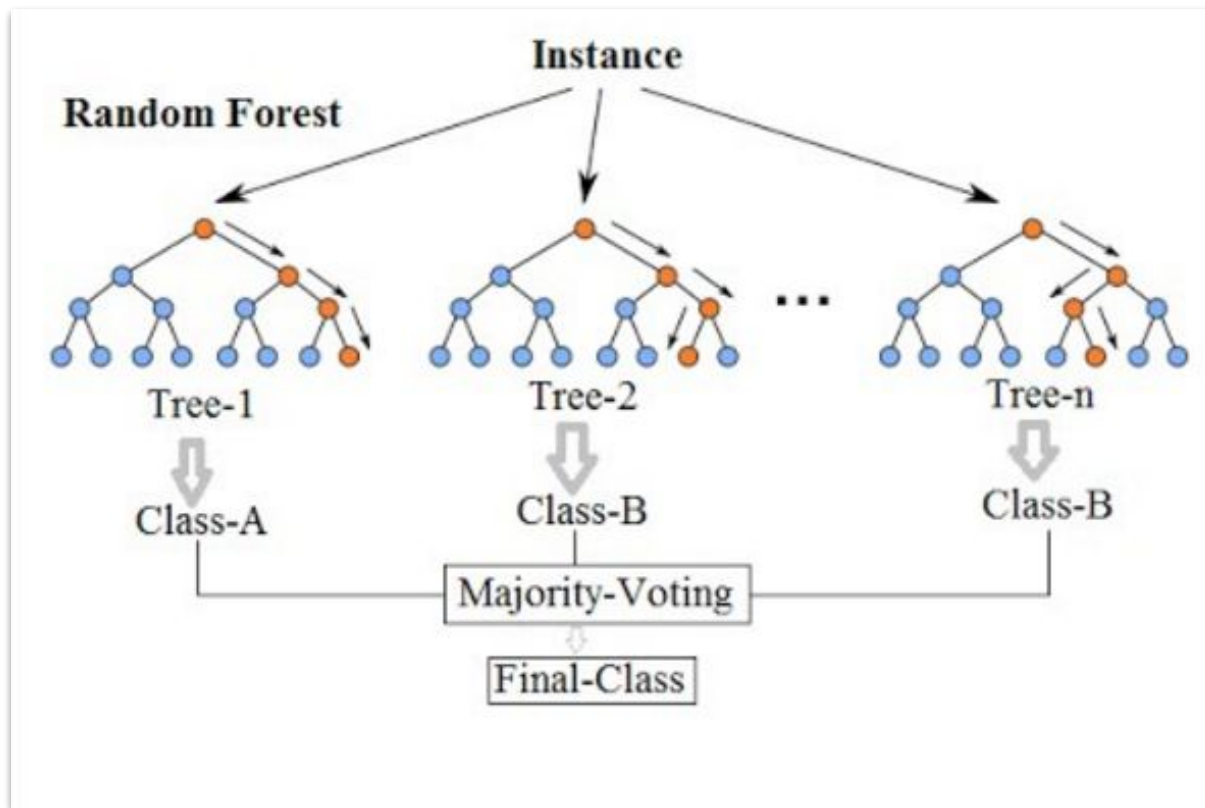 Instance
Random Forest
...
Tree-1
Tree-2
Tree-n
Class-A
Class-B
Class-B
Majority-Voting
Final-Class